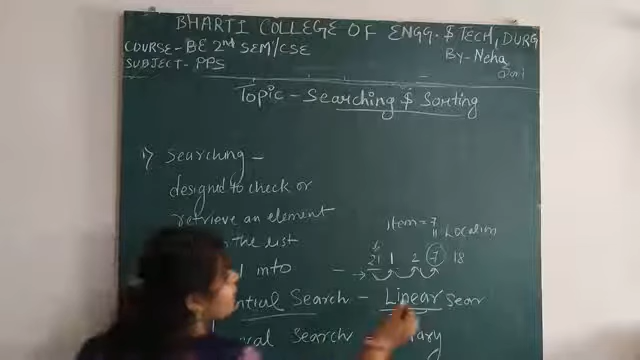 BHARTI COLLEGE OF ENGG. $ TECH, DURG
COURSE - BE 2nd SEM/CSE
By - Neha
SUBJECT - PPS
Topic - Searching $ Sorting
1) Searching -
designed to check or
retrieve an element
the list
item = 7
Location
21 1 2 7 18
into
Search - Linear Sear
Search